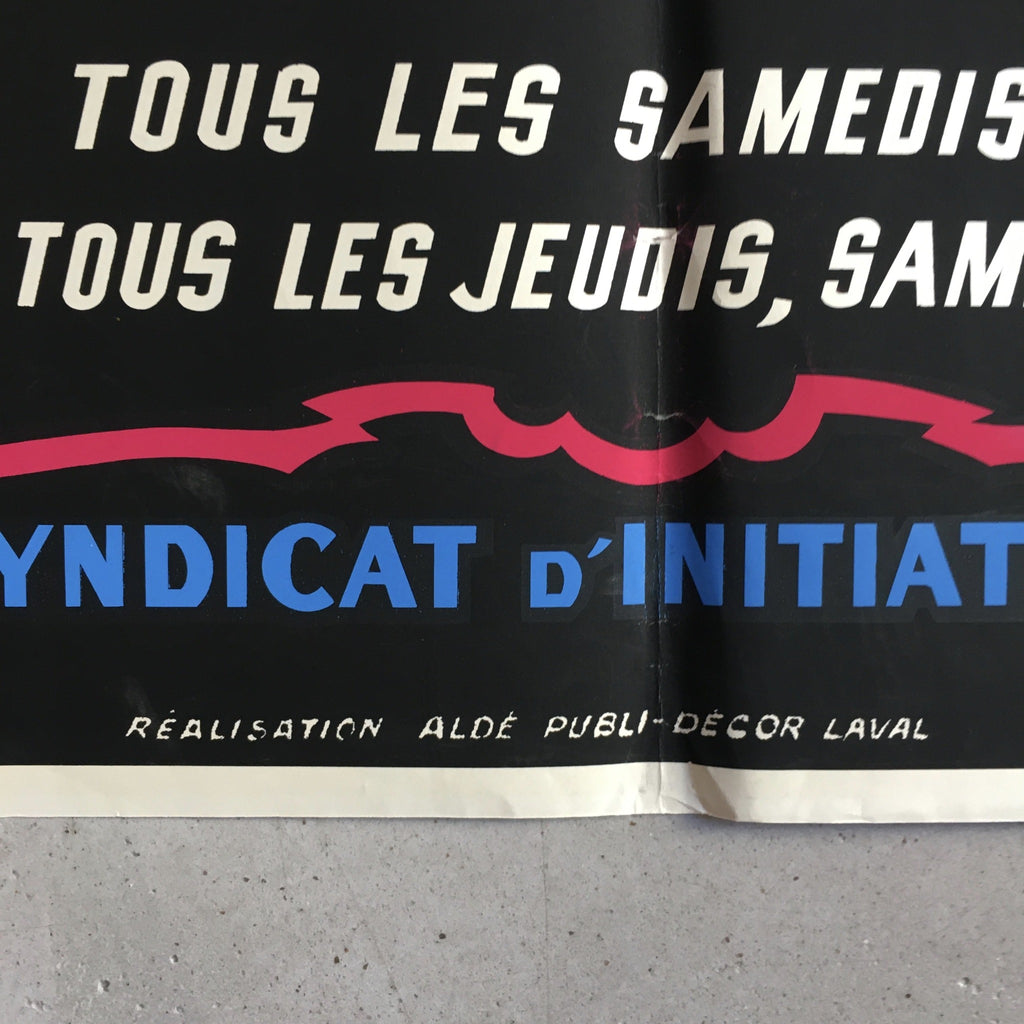 TOUS LES SAMEDIS
TOUS LES JEUDIS, SAM
YNDICAT D'INITIAT
RÉALISATION ALDÉ PUBLI-DÉCOR LAVAL